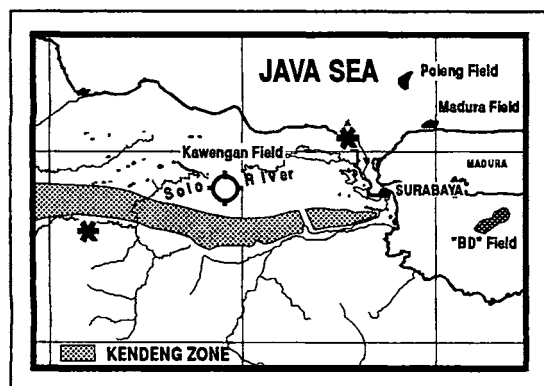 JAVA SEA
Poleng Field
Madura Field
Kawengan Field
MADURA
Solo River
SURABAYA
"BD" Field
KENDENG ZONE